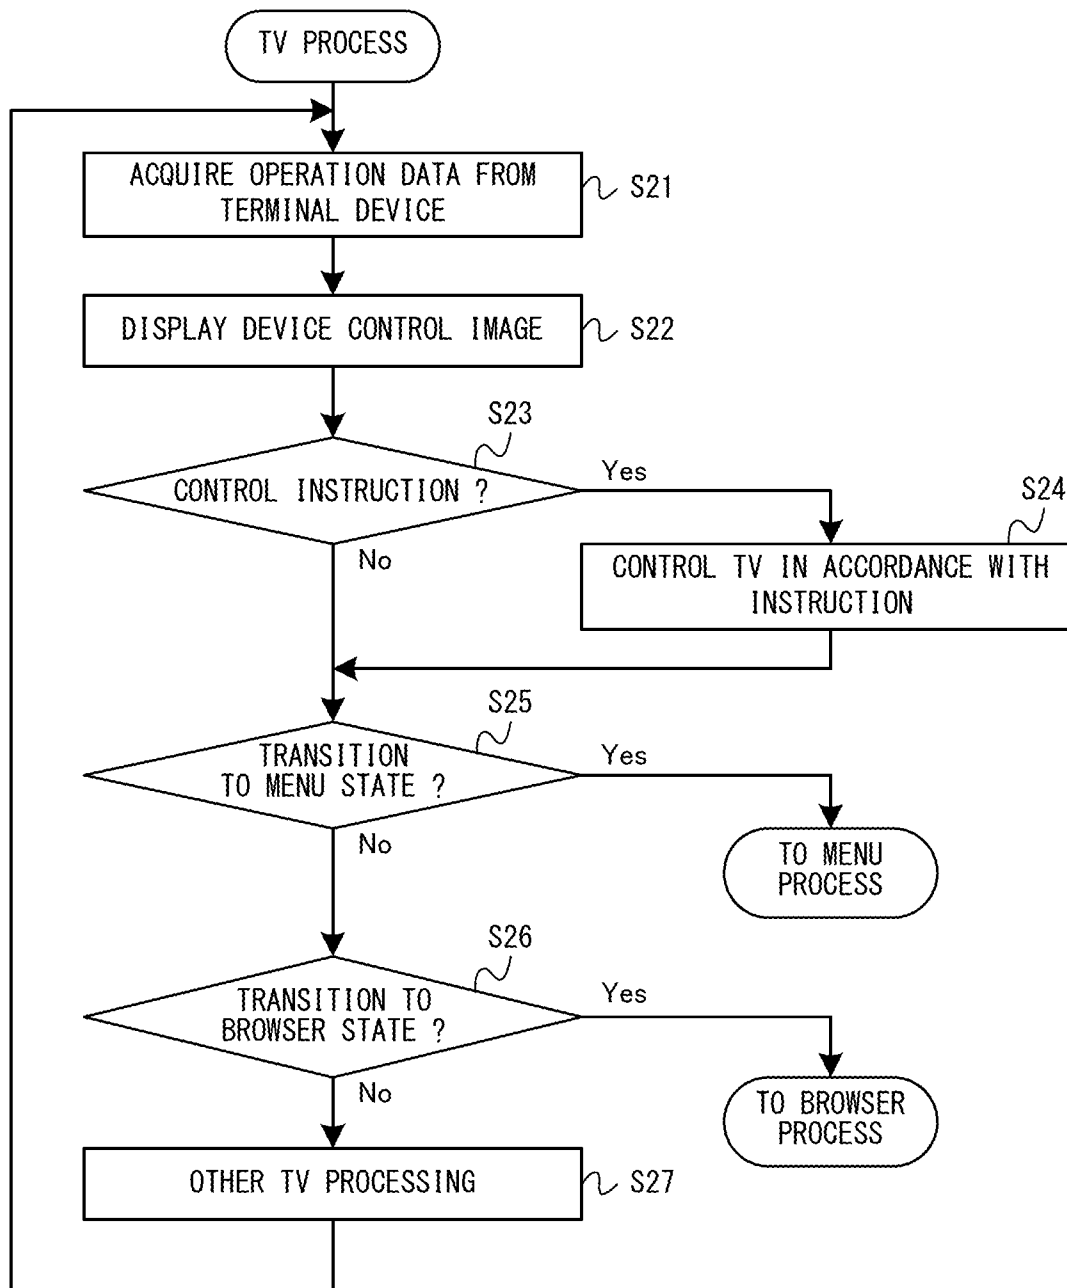 TV PROCESS
ACQUIRE OPERATION DATA FROM
TERMINAL DEVICE
S21
DISPLAY DEVICE CONTROL IMAGE
S22
S23
CONTROL INSTRUCTION ?
Yes
No
S24
CONTROL TV IN ACCORDANCE WITH
INSTRUCTION
S25
TRANSITION
TO MENU STATE ?
Yes
No
TO MENU
PROCESS
S26
TRANSITION TO
BROWSER STATE ?
Yes
No
TO BROWSER
PROCESS
OTHER TV PROCESSING
S27